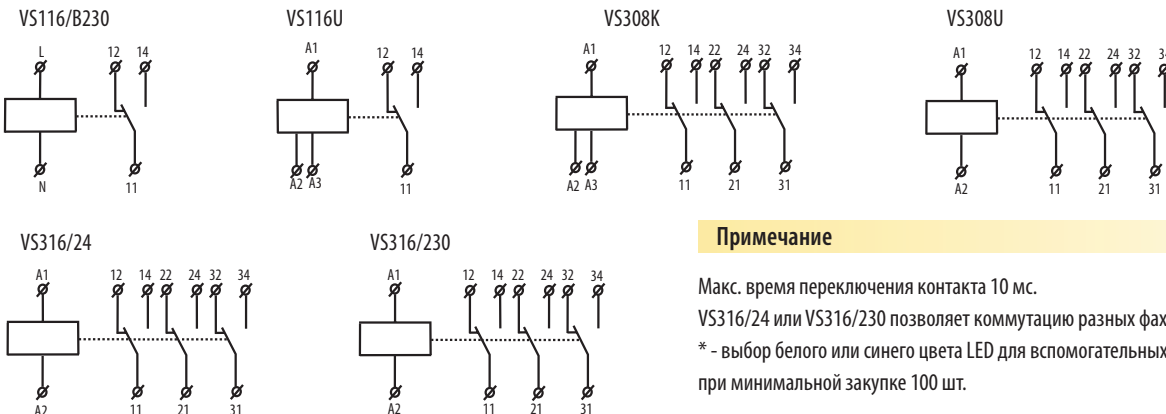 VS116/B230
VS116U
VS308K
VS308U
L 12 14
A1 12 14
A1 12 14 22 24 32 34
A1 12 14 22 24 32 34
N 11
A2 A3 11
A2 A3 11 21 31
A2 11 21 31
VS316/24
VS316/230
A1 12 14 22 24 32 34
A1 12 14 22 24 32 34
A2 11 21 31
A2 11 21 31
Примечание
Макс. время переключения контакта 10 мс.
VS316/24 или VS316/230 позволяет коммутацию разных фах
* - выбор белого или синего цвета LED для вспомогательных
при минимальной закупке 100 шт.